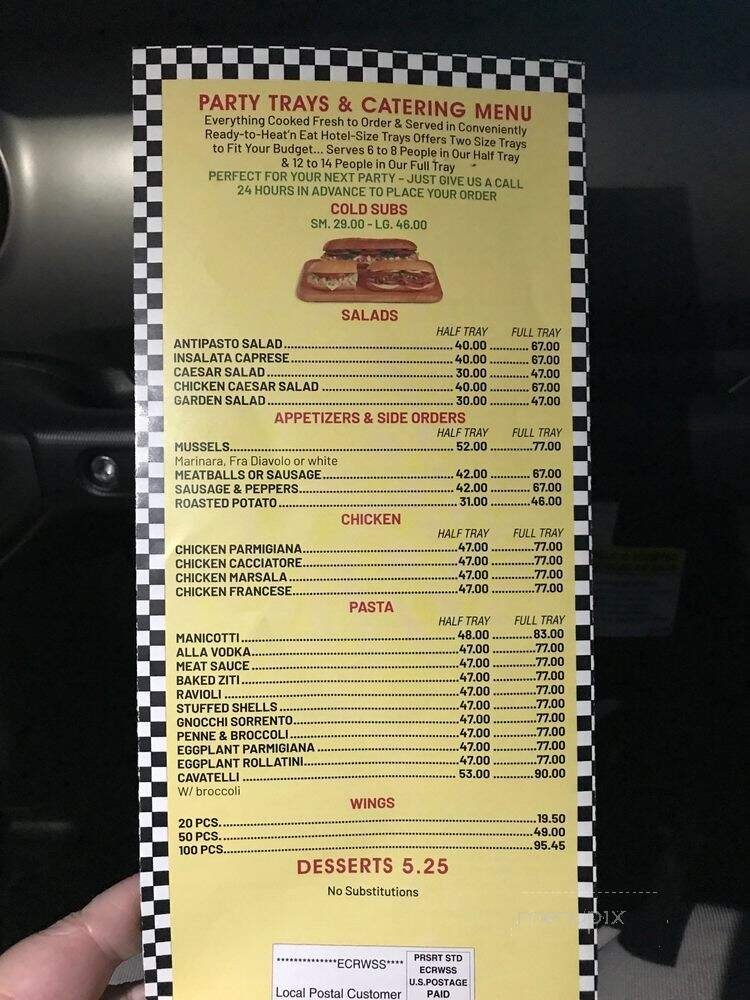 PARTY TRAYS & CATERING MENU
Everything Cooked Fresh to Order & Served in Conveniently
Ready-to-Heat'n Eat Hotel-Size Trays Offers Two Size Trays
to Fit Your Budget... Serves 6 to 8 People in Our Half Tray
& 12 to 14 People in Our Full Tray
PERFECT FOR YOUR NEXT PARTY - JUST GIVE US A CALL
24 HOURS IN ADVANCE TO PLACE YOUR ORDER
COLD SUBS
SM. 29.00 - LG. 46.00
SALADS
HALF TRAY FULL TRAY
ANTIPASTO SALAD 40.00 67.00
INSALATA CAPRESE 40.00 67.00
CAESAR SALAD 30.00 47.00
CHICKEN CAESAR SALAD 40.00 67.00
GARDEN SALAD 30.00 47.00
APPETIZERS & SIDE ORDERS
HALF TRAY FULL TRAY
MUSSELS 52.00 77.00
Marinara, Fra Diavolo or white
MEATBALLS OR SAUSAGE 42.00 67.00
SAUSAGE & PEPPERS 42.00 67.00
ROASTED POTATO 31.00 46.00
CHICKEN
HALF TRAY FULL TRAY
CHICKEN PARMIGIANA 47.00 77.00
CHICKEN CACCIATORE 47.00 77.00
CHICKEN MARSALA 47.00 77.00
CHICKEN FRANCESE 47.00 77.00
PASTA
HALF TRAY FULL TRAY
MANICOTTI 48.00 83.00
ALLA VODKA 47.00 77.00
MEAT SAUCE 47.00 77.00
BAKED ZITI 47.00 77.00
RAVIOLI 47.00 77.00
STUFFED SHELLS 47.00 77.00
GNOCCHI SORRENTO 47.00 77.00
PENNE & BROCCOLI 47.00 77.00
EGGPLANT PARMIGIANA 47.00 77.00
EGGPLANT ROLLATINI 47.00 77.00
CAVATELLI 53.00 90.00
W/ broccoli
WINGS
20 PCS. 19.50
50 PCS. 49.00
100 PCS. 95.45
DESSERTS 5.25
No Substitutions
**************ECRWSS****
Local Postal Customer
PRSRT STD
ECRWSS
U.S.POSTAGE
PAID